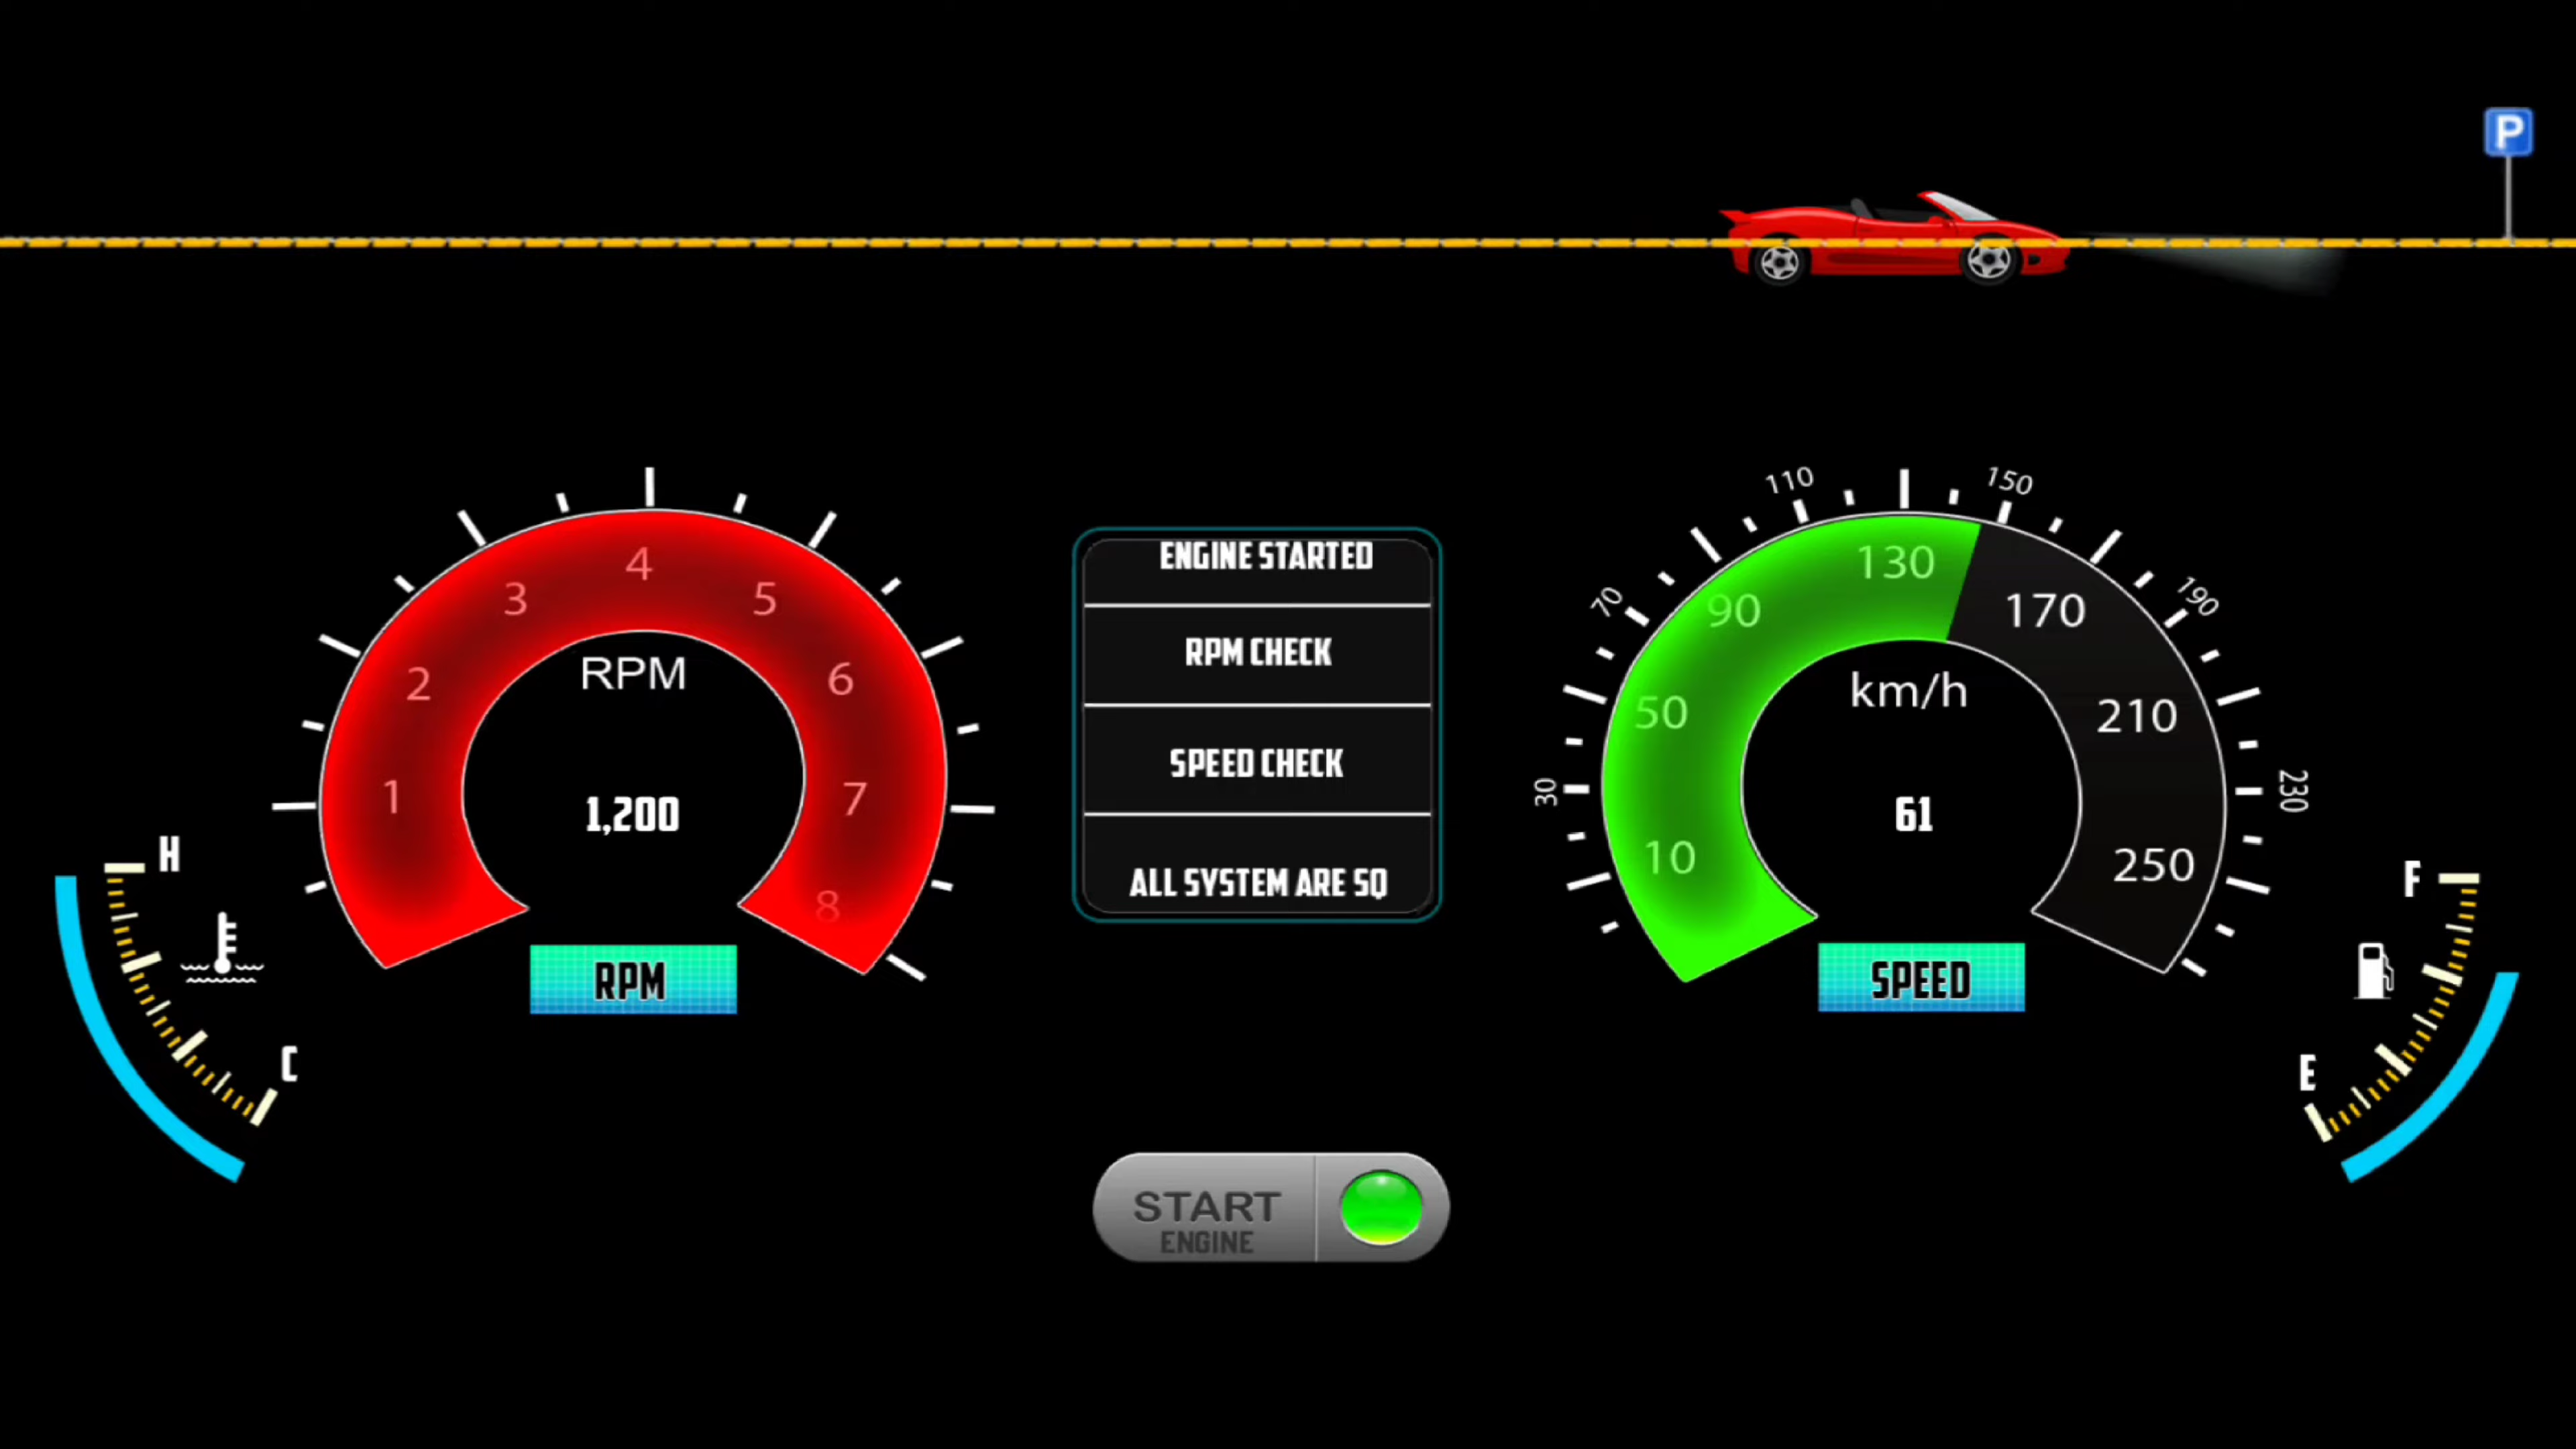 P
110
150
4
130
3
5
70
90
170
190
RPM
2
6
km/h
50
210
ENGINE STARTED
RPM CHECK
SPEED CHECK
ALL SYSTEM ARE SQ
1
7
30
230
1,200
61
H
10
250
F
8
RPM
SPEED
C
E
START
ENGINE